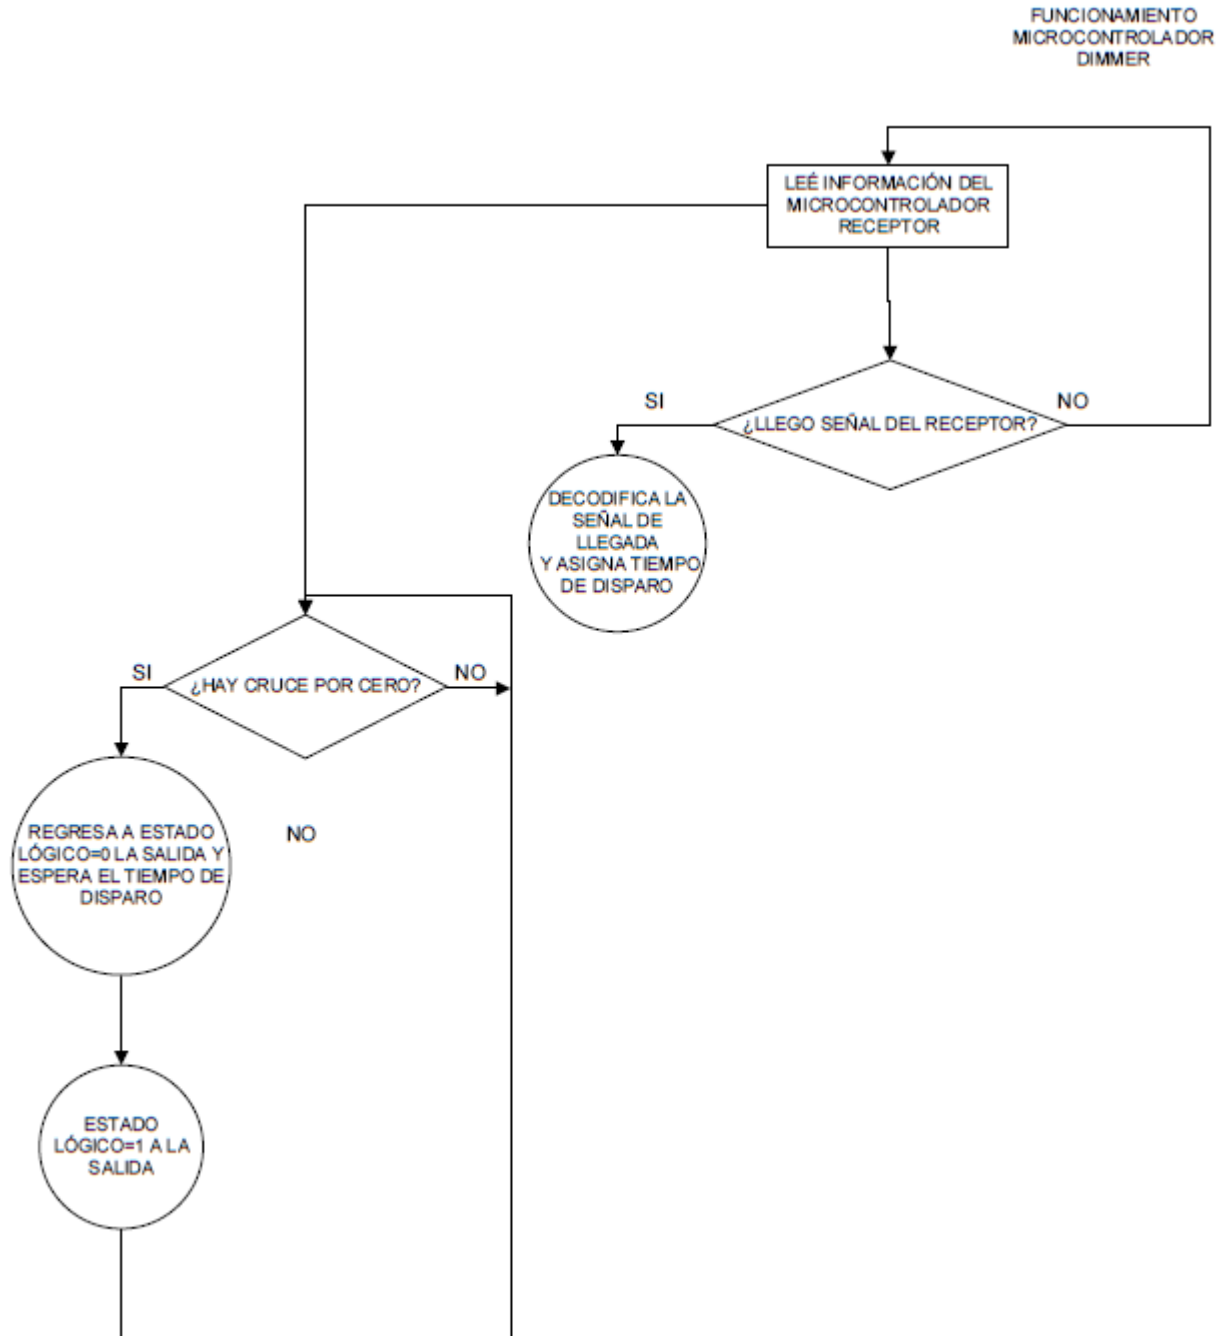 FUNCIONAMIENTO
MICROCONTROLADOR
DIMMER
LEÉ INFORMACIÓN DEL
MICROCONTROLADOR
RECEPTOR
SI
NO
¿LLEGO SEÑAL DEL RECEPTOR?
DECODIFICA LA
SEÑAL DE
LLEGADA
Y ASIGNA TIEMPO
DE DISPARO
SI
NO
¿HAY CRUCE POR CERO?
REGRESA A ESTADO
LÓGICO=0 LA SALIDA Y
ESPERA EL TIEMPO DE
DISPARO
NO
ESTADO
LÓGICO=1 A LA
SALIDA